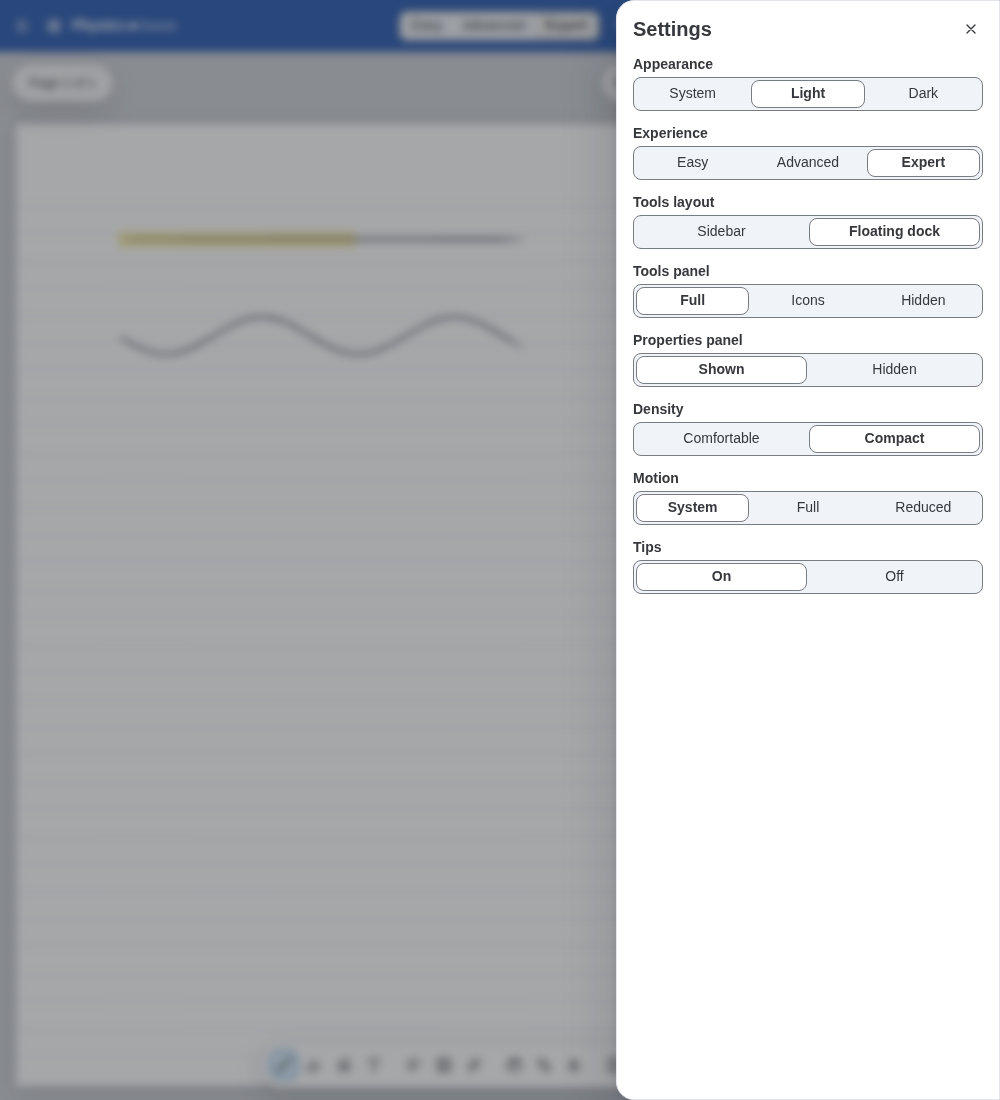 Settings
Appearance
System Light Dark
Experience
Easy Advanced Expert
Tools layout
Sidebar Floating dock
Tools panel
Full Icons Hidden
Properties panel
Shown Hidden
Density
Comfortable Compact
Motion
System Full Reduced
Tips
On Off